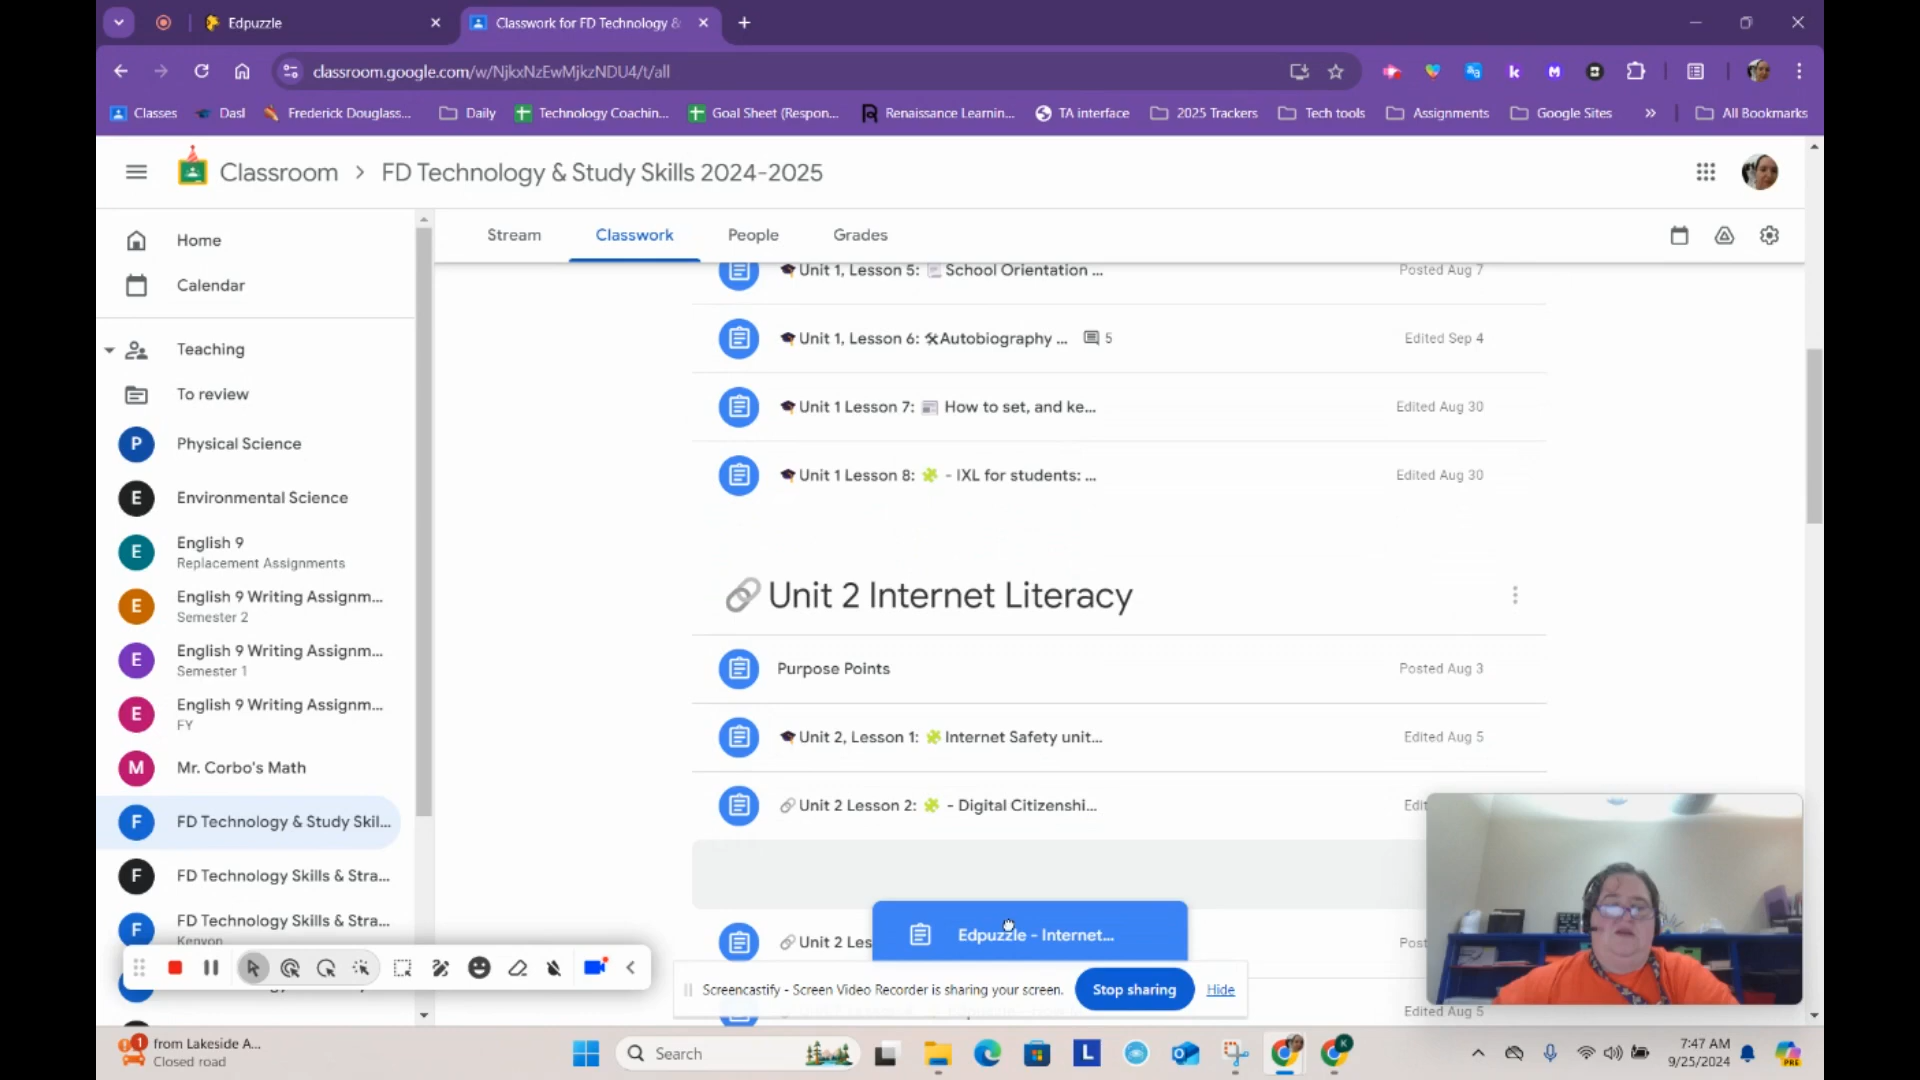 Edpuzzle
Classwork for FD Technology &
classroom.google.com/w/NjkxNzEwMjkzNDU4/t/all
Classes
Dasl
Frederick Douglass...
Daily
Technology Coachin...
Goal Sheet (Respon...
Renaissance Learnin...
TA interface
2025 Trackers
Tech tools
Assignments
Google Sites
»
All Bookmarks
Classroom > FD Technology & Study Skills 2024-2025
Stream
Classwork
People
Grades
Home
Calendar
Teaching
To review
P
Physical Science
E
Environmental Science
E
English 9
Replacement Assignments
E
English 9 Writing Assignm...
Semester 2
E
English 9 Writing Assignm...
Semester 1
E
English 9 Writing Assignm...
FY
M
Mr. Corbo's Math
F
FD Technology & Study Skil...
F
FD Technology Skills & Stra...
F
FD Technology Skills & Stra...
Kenyon
Unit 1, Lesson 5: School Orientation ...
Posted Aug 7
Unit 1, Lesson 6: 🛠Autobiography ... 5
Edited Sep 4
Unit 1 Lesson 7: 📰 How to set, and ke...
Edited Aug 30
Unit 1 Lesson 8: 🧩 - IXL for students: ...
Edited Aug 30
🔗 Unit 2 Internet Literacy
Purpose Points
Posted Aug 3
🎓Unit 2, Lesson 1: 🧩Internet Safety unit...
Edited Aug 5
🔗Unit 2 Lesson 2: 🧩 - Digital Citizenshi...
Edit
Edpuzzle - Internet...
🔗Unit 2 Les
Post
Edited Aug 5
Screencastify - Screen Video Recorder is sharing your screen.
Stop sharing
Hide
1
from Lakeside A...
Closed road
Search
L
K
7:47 AM
9/25/2024
PRE